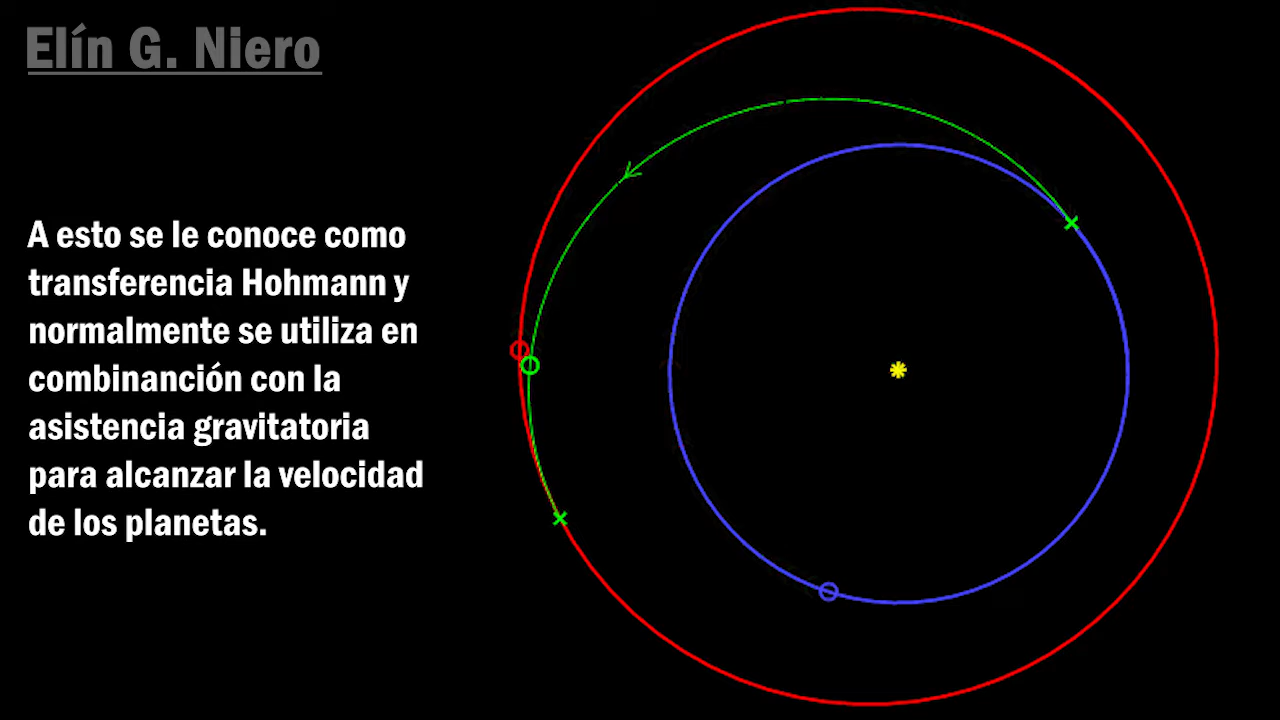 Elín G. Niero
A esto se le conoce como
transferencia Hohmann y
normalmente se utiliza en
combinanción con la
asistencia gravitatoria
para alcanzar la velocidad
de los planetas.